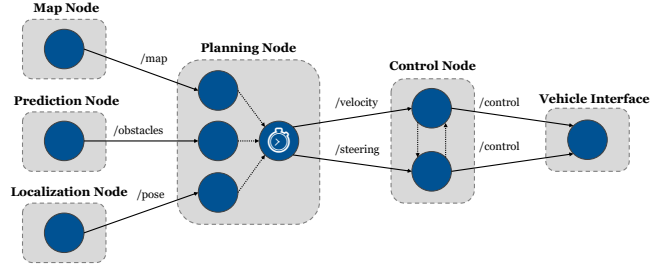 Map Node
/map
Planning Node
Prediction Node
/obstacles
Localization Node
/pose
/velocity
/steering
Control Node
/control
/control
Vehicle Interface